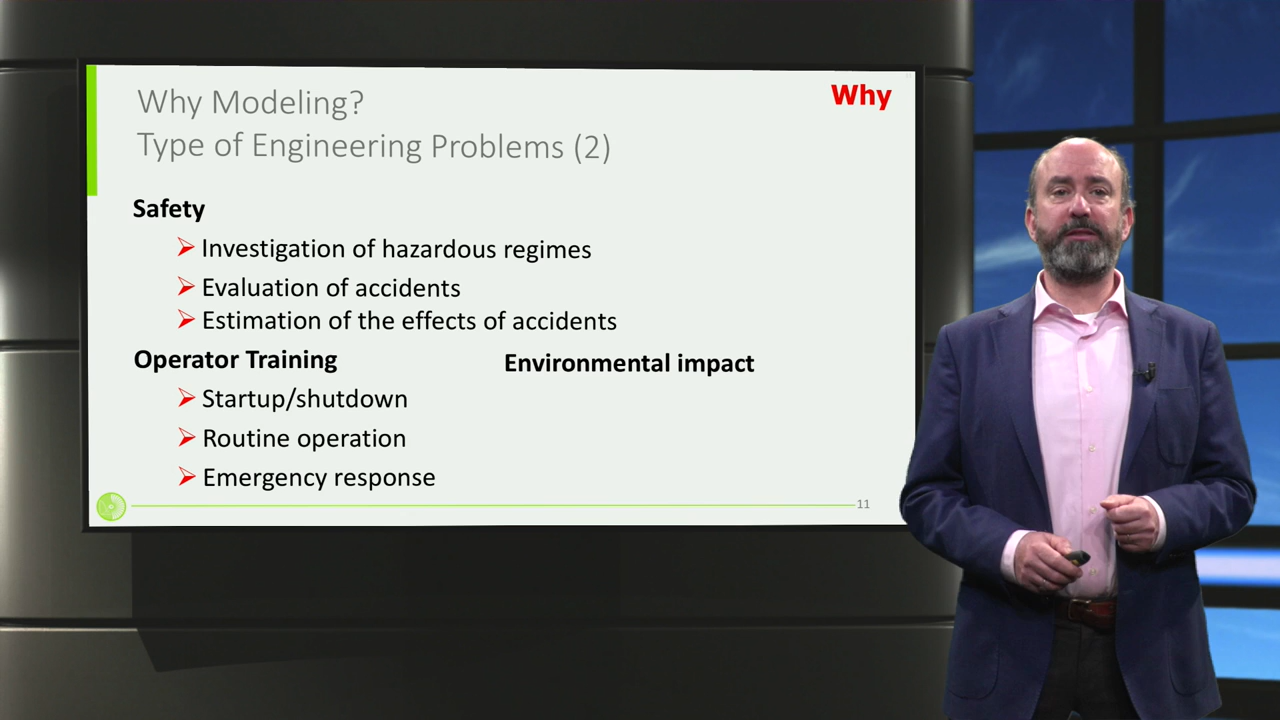 Why Modeling?
Why
Type of Engineering Problems (2)
Safety
Investigation of hazardous regimes
Evaluation of accidents
Estimation of the effects of accidents
Operator Training
Environmental impact
Startup/shutdown
Routine operation
Emergency response
11